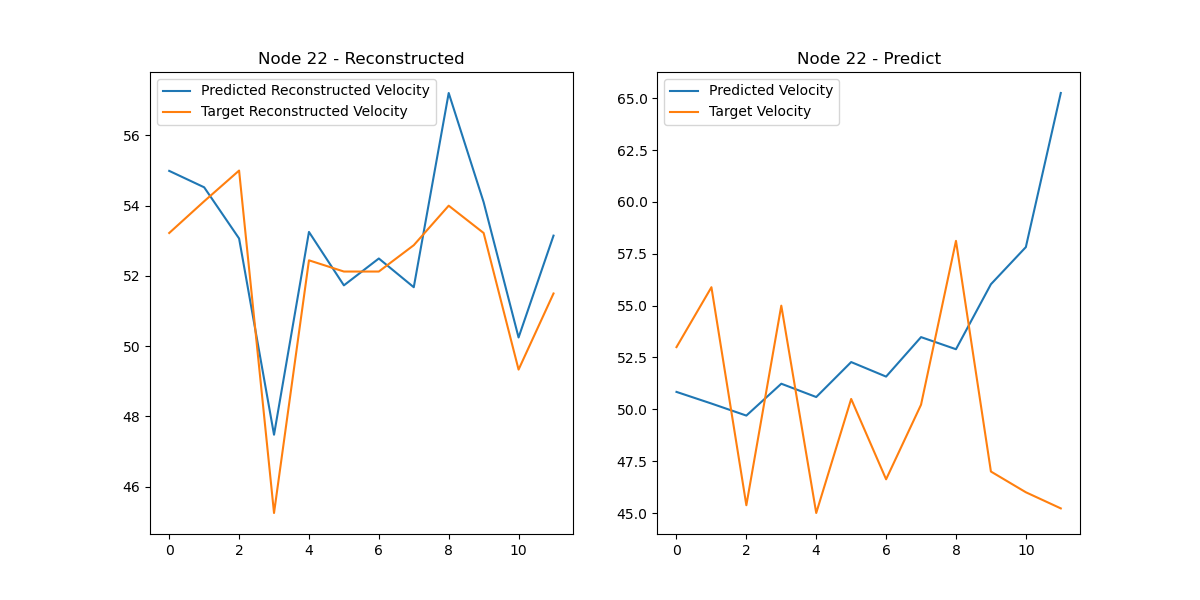 Node 22 - Reconstructed
Predicted Reconstructed Velocity
Target Reconstructed Velocity
56
54
52
50
48
46
0 2 4 6 8 10
Node 22 - Predict
Predicted Velocity
Target Velocity
65.0
62.5
60.0
57.5
55.0
52.5
50.0
47.5
45.0
0 2 4 6 8 10